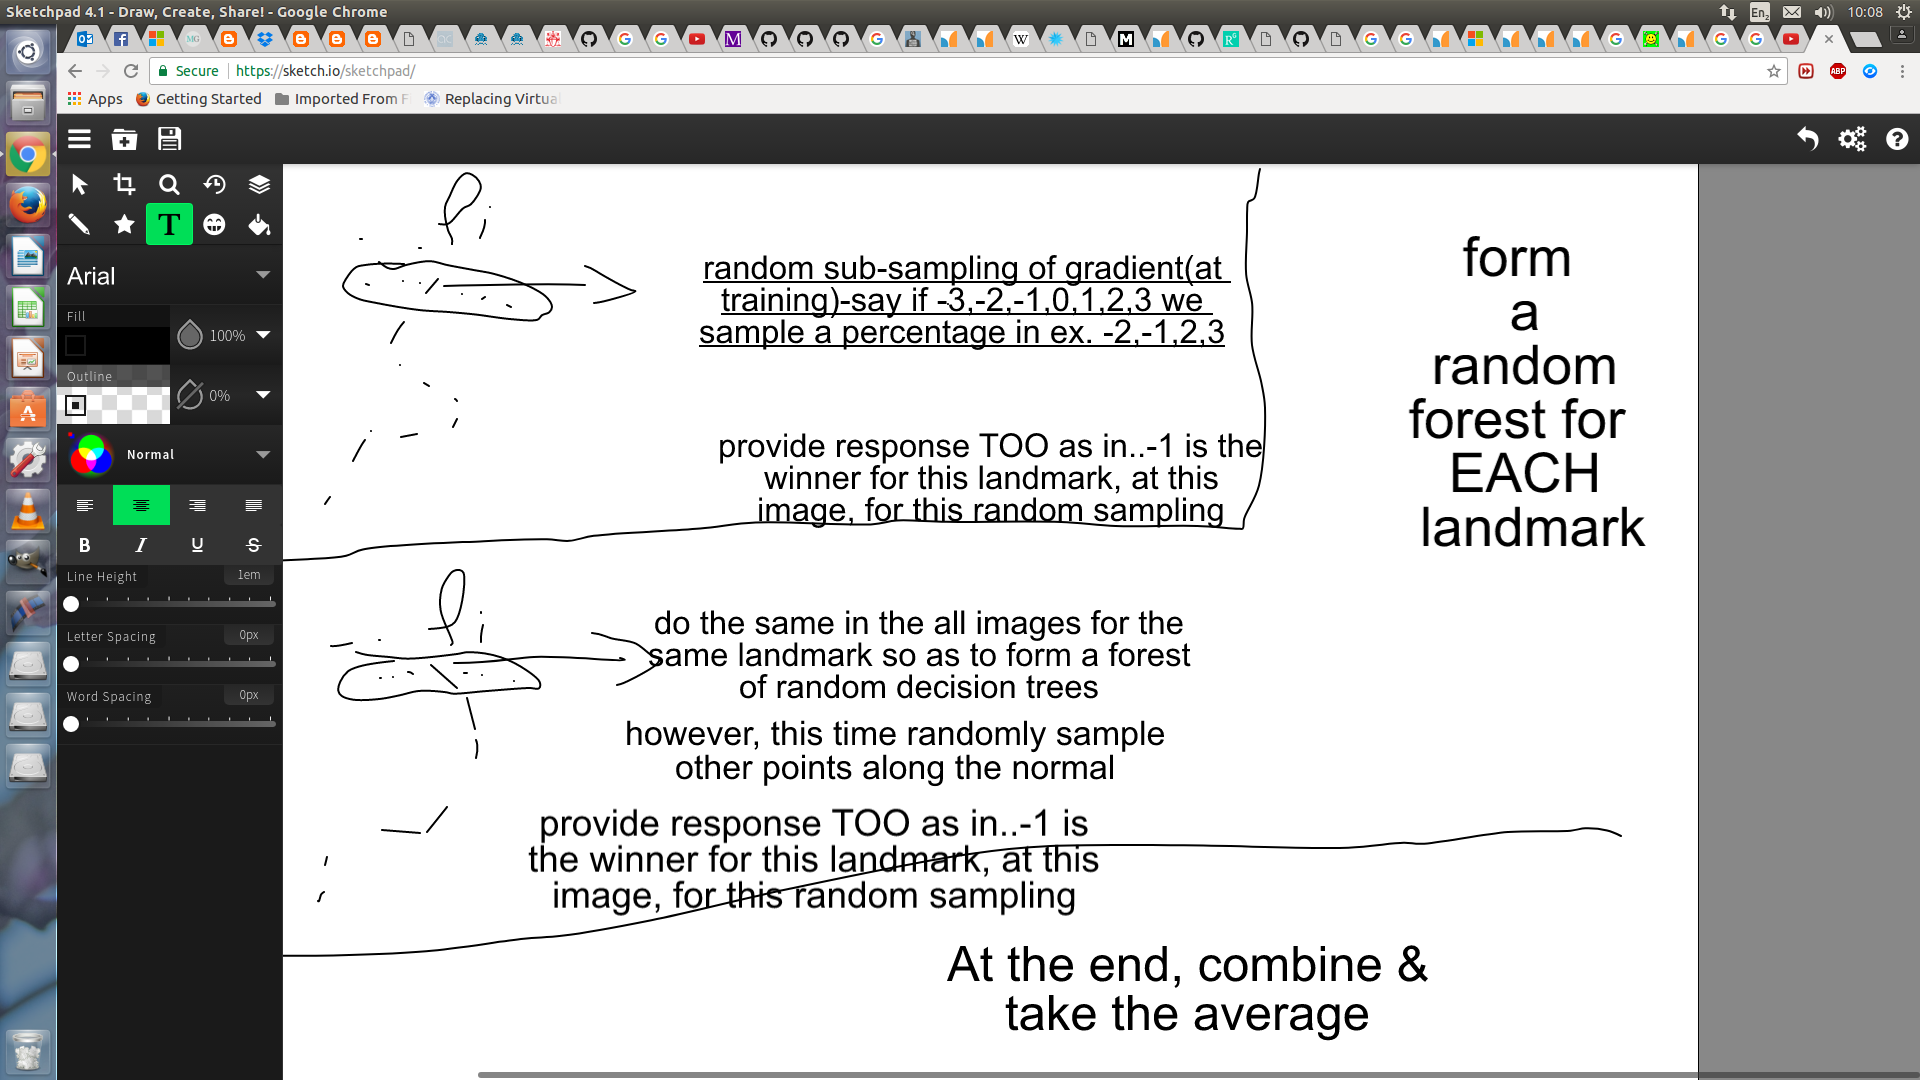 Sketchpad 4.1 - Draw, Create, Share! - Google Chrome
En2
10:08
Secure
https://sketch.io/sketchpad/
ABP
Apps
Getting Started
Imported From F
Replacing Virtua
T
Arial
Fill
100%
Outline
0%
Normal
B I U S
Line Height
1em
Letter Spacing
0px
Word Spacing
0px
random sub-sampling of gradient(at
training)-say if -3,-2,-1,0,1,2,3 we
sample a percentage in ex. -2,-1,2,3
provide response TOO as in..-1 is the
winner for this landmark, at this
image, for this random sampling
form
a
random
forest for
EACH
landmark
do the same in the all images for the
same landmark so as to form a forest
of random decision trees
however, this time randomly sample
other points along the normal
provide response TOO as in..-1 is
the winner for this landmark, at this
image, for this random sampling
At the end, combine &
take the average